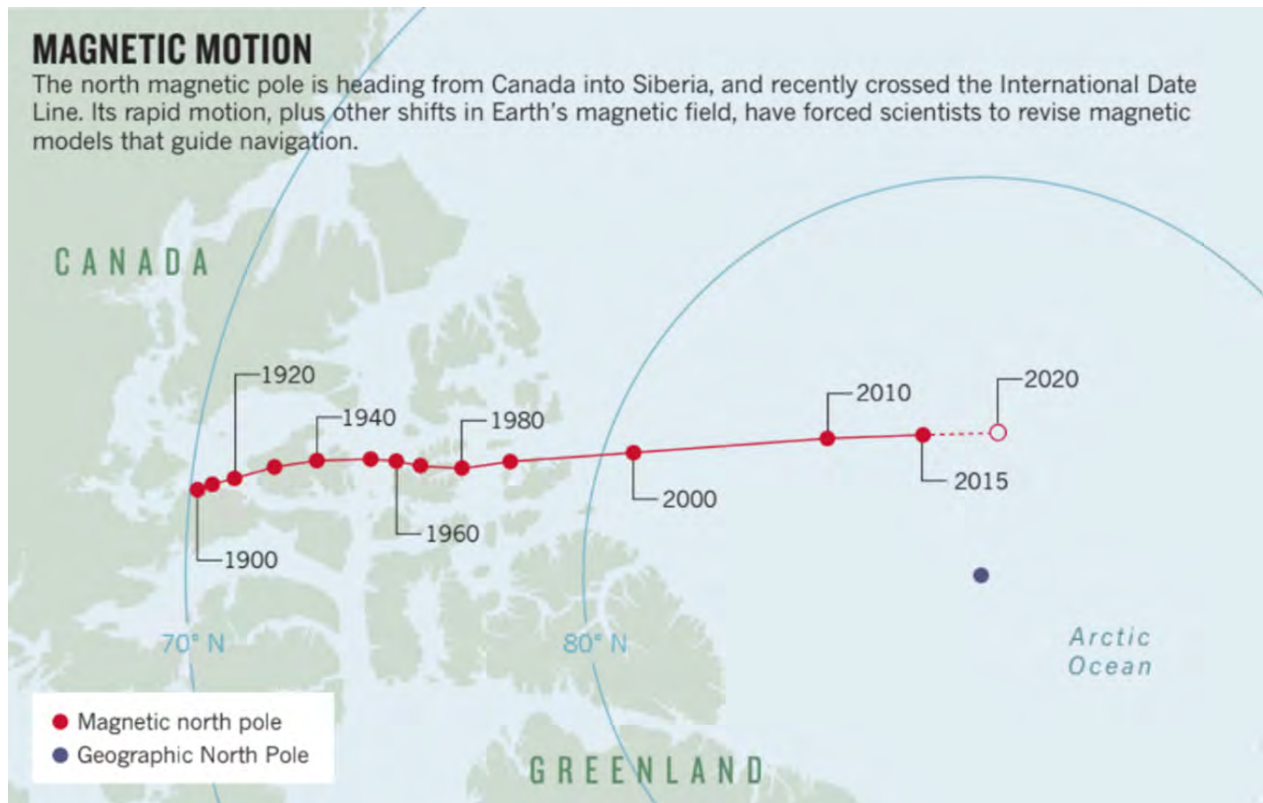 MAGNETIC MOTION
The north magnetic pole is heading from Canada into Siberia, and recently crossed the International Date
Line. Its rapid motion, plus other shifts in Earth's magnetic field, have forced scientists to revise magnetic
models that guide navigation.
CANADA
1920
1940
1980
2010
2020
2015
2000
1960
1900
70° N
80° N
Arctic
Ocean
Magnetic north pole
Geographic North Pole
GREENLAND